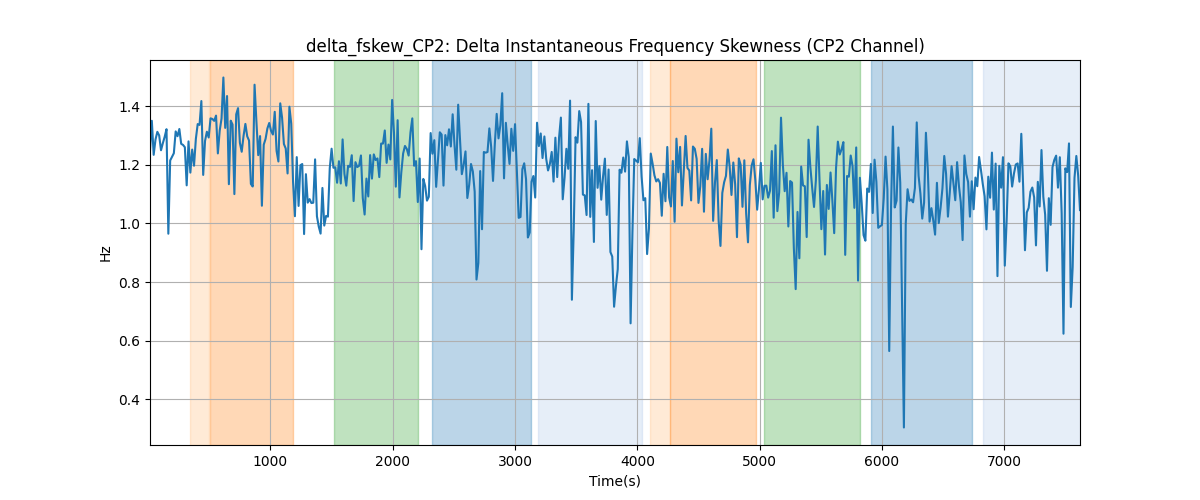 delta_fskew_CP2: Delta Instantaneous Frequency Skewness (CP2 Channel)
1.4
1.2
1.0
0.8
0.6
0.4
Hz
1000 2000 3000 4000 5000 6000 7000
Time(s)